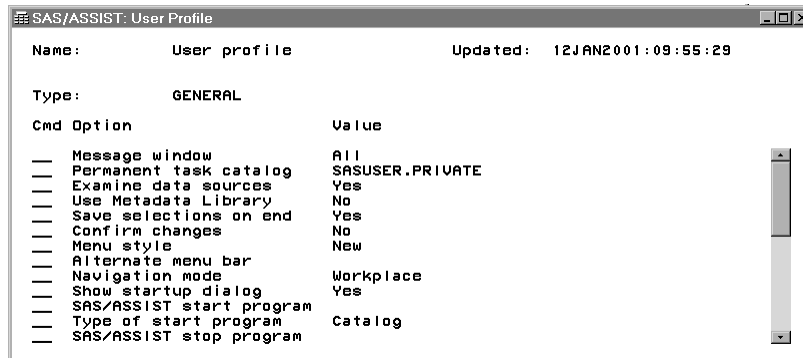 SAS/ASSIST: User Profile
Name: User profile Updated: 12JAN2001:09:55:29
Type: GENERAL
Cmd Option Value
Message window All
Permanent task catalog SASUSER.PRIVATE
Examine data sources Yes
Use Metadata Library No
Save selections on end Yes
Confirm changes No
Menu style New
Alternate menu bar
Navigation mode Workplace
Show startup dialog Yes
SAS/ASSIST start program
Type of start program Catalog
SAS/ASSIST stop program